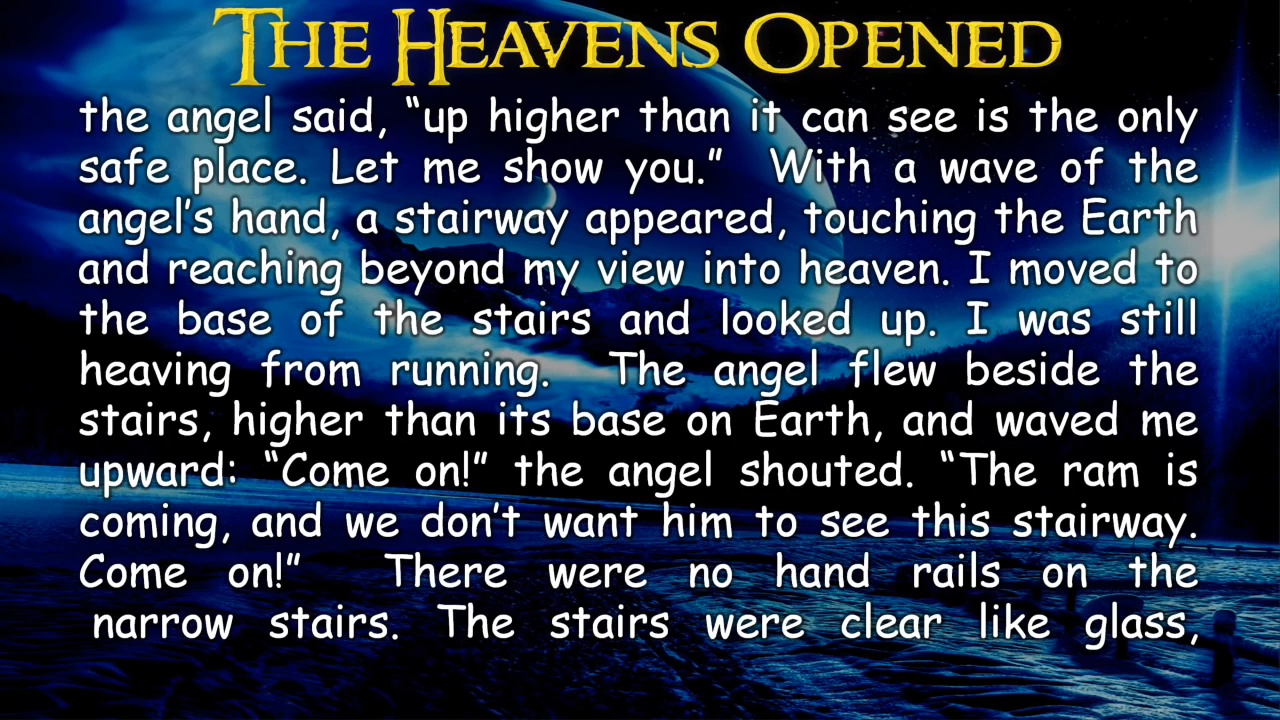 THE HEAVENS OPENED
the angel said, “up higher than it can see is the only
safe place. Let me show you.” With a wave of the
angel’s hand, a stairway appeared, touching the Earth
and reaching beyond my view into heaven. I moved to
the base of the stairs and looked up. I was still
heaving from running. The angel flew beside the
stairs, higher than its base on Earth, and waved me
upward: “Come on!” the angel shouted. “The ram is
coming, and we don’t want him to see this stairway.
Come on!” There were no hand rails on the
narrow stairs. The stairs were clear like glass,